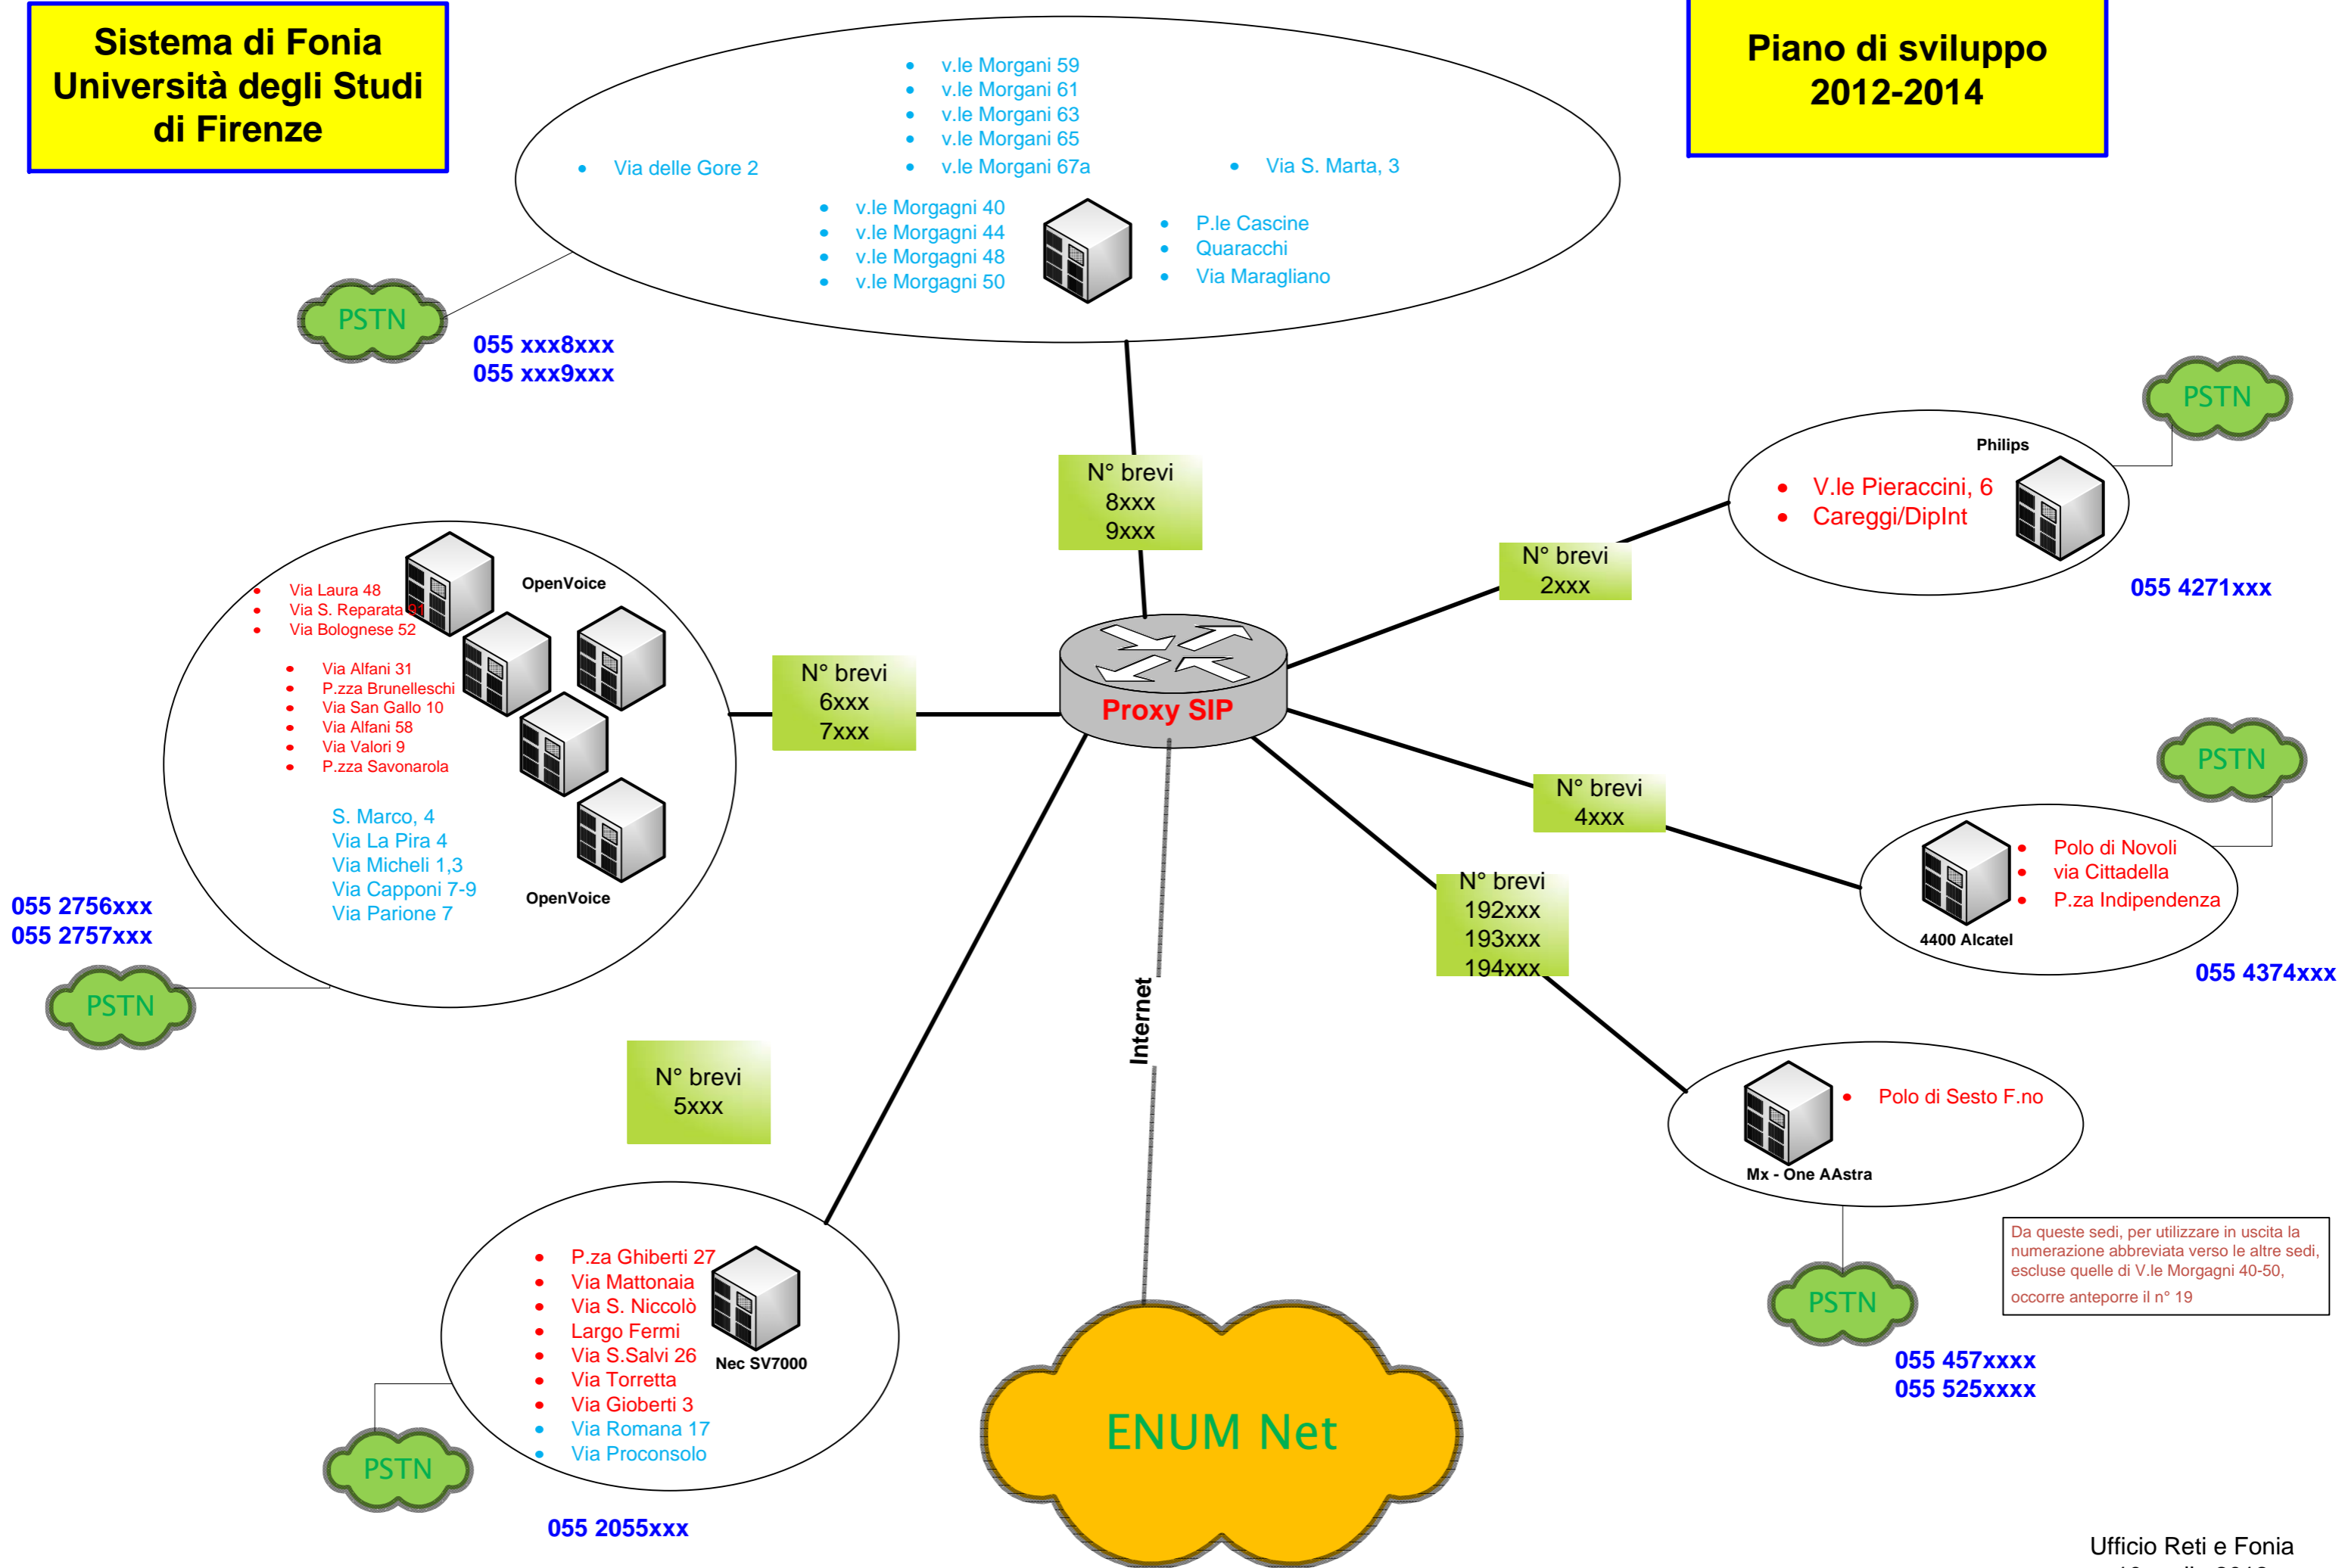 Sistema di Fonia
Università degli Studi
di Firenze
Piano di sviluppo
2012-2014
• v.le Morgani 59
• v.le Morgani 61
• v.le Morgani 63
• v.le Morgani 65
• v.le Morgani 67a
• Via delle Gore 2
• Via S. Marta, 3
• v.le Morgagni 40
• v.le Morgagni 44
• v.le Morgagni 48
• v.le Morgagni 50
• P.le Cascine
• Quaracchi
• Via Maragliano
PSTN
055 xxx8xxx
055 xxx9xxx
N° brevi
8xxx
9xxx
PSTN
Philips
• V.le Pieraccini, 6
• Careggi/DipInt
055 4271xxx
N° brevi
2xxx
OpenVoice
• Via Laura 48
• Via S. Reparata 91
• Via Bolognese 52
• Via Alfani 31
• P.zza Brunelleschi
• Via San Gallo 10
• Via Alfani 58
• Via Valori 9
• P.zza Savonarola
S. Marco, 4
Via La Pira 4
Via Micheli 1,3
Via Capponi 7-9
Via Parione 7
OpenVoice
055 2756xxx
055 2757xxx
PSTN
N° brevi
6xxx
7xxx
Proxy SIP
PSTN
N° brevi
4xxx
• Polo di Novoli
• via Cittadella
• P.za Indipendenza
4400 Alcatel
055 4374xxx
N° brevi
192xxx
193xxx
194xxx
Internet
N° brevi
5xxx
• Polo di Sesto F.no
Mx - One AAstra
Da queste sedi, per utilizzare in uscita la
numerazione abbreviata verso le altre sedi,
escluse quelle di V.le Morgagni 40-50,
occorre anteporre il n° 19
PSTN
055 457xxxx
055 525xxxx
• P.za Ghiberti 27
• Via Mattonaia
• Via S. Niccolò
• Largo Fermi
• Via S.Salvi 26
• Via Torretta
• Via Gioberti 3
• Via Romana 17
• Via Proconsolo
Nec SV7000
PSTN
055 2055xxx
ENUM Net
Ufficio Reti e Fonia